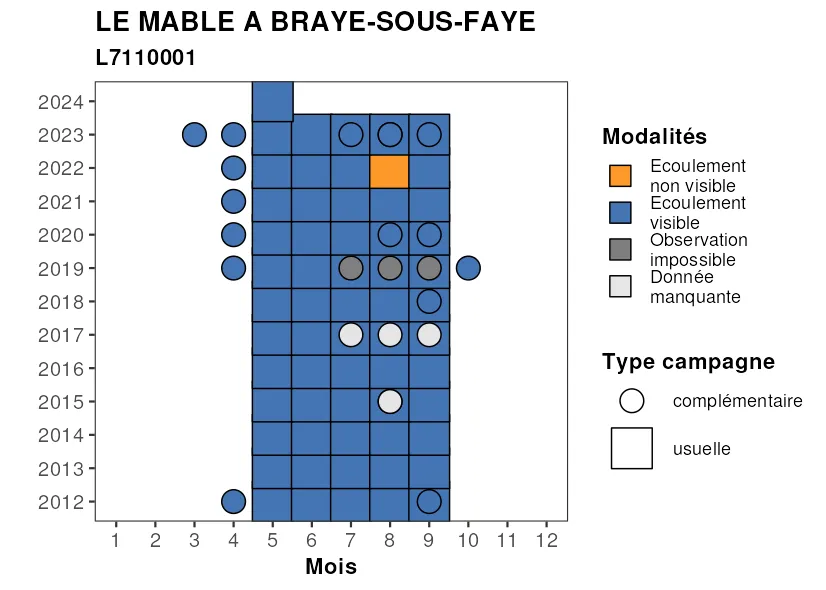 LE MABLE A BRAYE-SOUS-FAYE
L7110001
2024
2023
2022
2021
2020
2019
2018
2017
2016
2015
2014
2013
2012
1 2 3 4 5 6 7 8 9 10 11 12
Mois
Modalités
Ecoulement
non visible
Ecoulement
visible
Observation
impossible
Donnée
manquante
Type campagne
complémentaire
usuelle